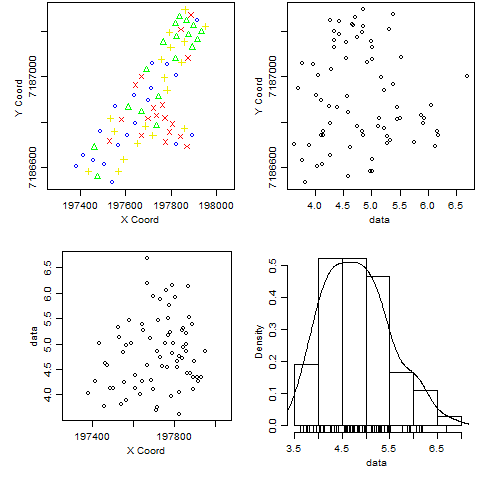 7187000
7186600
Y Coord
197400 197600 197800 198000
X Coord
7187000
7186600
Y Coord
4.0 4.5 5.0 5.5 6.0 6.5
data
6.5
6.0
5.5
5.0
4.5
4.0
data
197400 197800
X Coord
0.5
0.4
0.3
0.2
0.1
0.0
Density
3.5 4.5 5.5 6.5
data